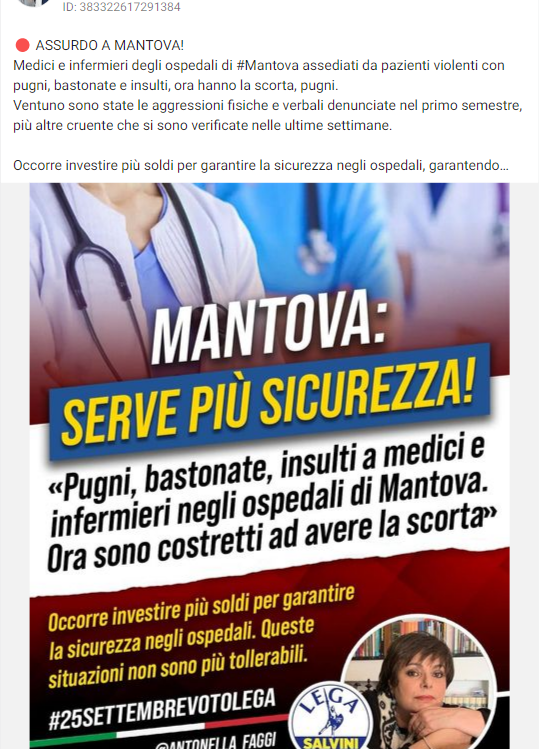 ID: 383322617291384
🔴 ASSURDO A MANTOVA!
Medici e infermieri degli ospedali di #Mantova assediati da pazienti violenti con
pugni, bastonate e insulti, ora hanno la scorta, pugni.
Ventuno sono state le aggressioni fisiche e verbali denunciate nel primo semestre,
più altre cruente che si sono verificate nelle ultime settimane.
Occorre investire più soldi per garantire la sicurezza negli ospedali, garantendo...
MANTOVA:
SERVE PIÙ SICUREZZA!
«Pugni, bastonate, insulti a medici e
infermieri negli ospedali di Mantova.
Ora sono costretti ad avere la scorta»
Occorre investire più soldi per garantire
la sicurezza negli ospedali. Queste
situazioni non sono più tollerabili.
#25SETTEMBREVOTOLEGA
@ANTONELLA FAGGI
LEGA
SALVINI